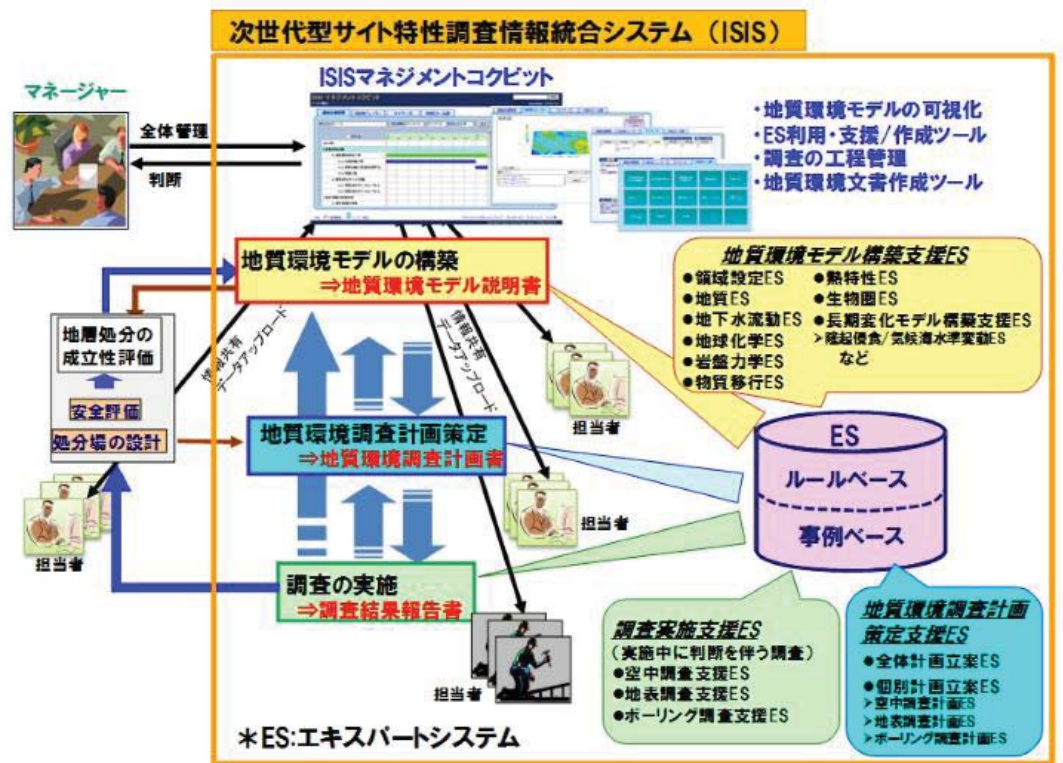 次世代型サイト特性調査情報統合システム（ISIS）
マネージャー
ISISマネジメントコクピット
全体管理
判断
・地質環境モデルの可視化
・ES利用・支援/作成ツール
・調査の工程管理
・地質環境文書作成ツール
地質環境モデルの構築
⇒地質環境モデル説明書
地質環境モデル構築支援ES
●領域設定ES
●地質ES
●地下水流動ES
●地球化学ES
●岩盤力学ES
●物質移行ES
●熱特性ES
●生物圏ES
●長期変化モデル構築支援ES
➢隆起侵食/気候海水準変動ES
など
地層処分の
成立性評価
安全評価
処分場の設計
情報共有
データアップロード
情報共有
データアップロード
担当者
地質環境調査計画策定
⇒地質環境調査計画書
担当者
担当者
ES
ルールベース
事例ベース
調査の実施
⇒調査結果報告書
担当者
調査実施支援ES
（実施中に判断を伴う調査）
●空中調査支援ES
●地表調査支援ES
●ボーリング調査支援ES
地質環境調査計画
策定支援ES
●全体計画立案ES
●個別計画立案ES
➢空中調査計画ES
➢地表調査計画ES
➢ボーリング調査計画ES
＊ES:エキスパートシステム